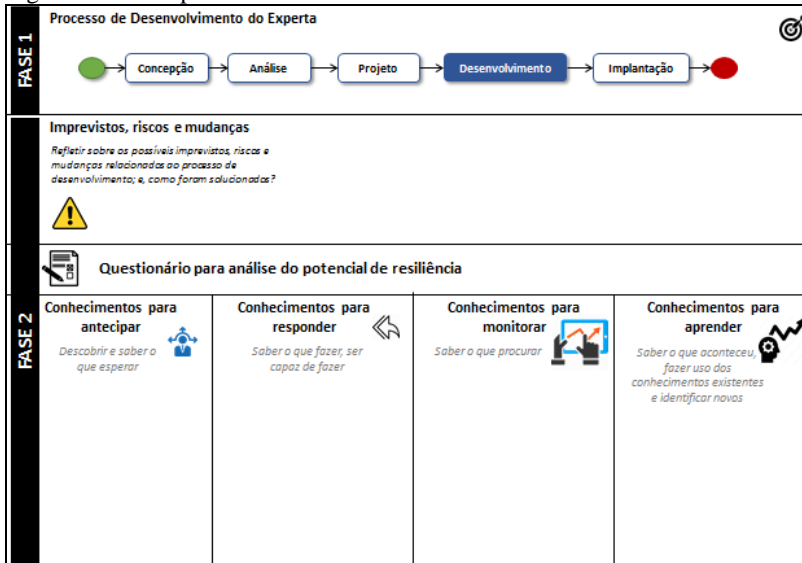 Processo de Desenvolvimento do Experta
FASE 1
Concepção
Análise
Projeto
Desenvolvimento
Implantação
Imprevistos, riscos e mudanças
Refletir sobre os possíveis imprevistos, riscos e
mudanças relacionados ao processo de
desenvolvimento; e, como foram solucionados?
FASE 2
Questionário para análise do potencial de resiliência
Conhecimentos para
antecipar
Descobrir e saber o
que esperar
Conhecimentos para
responder
Saber o que fazer, ser
capaz de fazer
Conhecimentos para
monitorar
Saber o que procurar
Conhecimentos para
aprender
Saber o que aconteceu,
fazer uso dos
conhecimentos existentes
e identificar novos